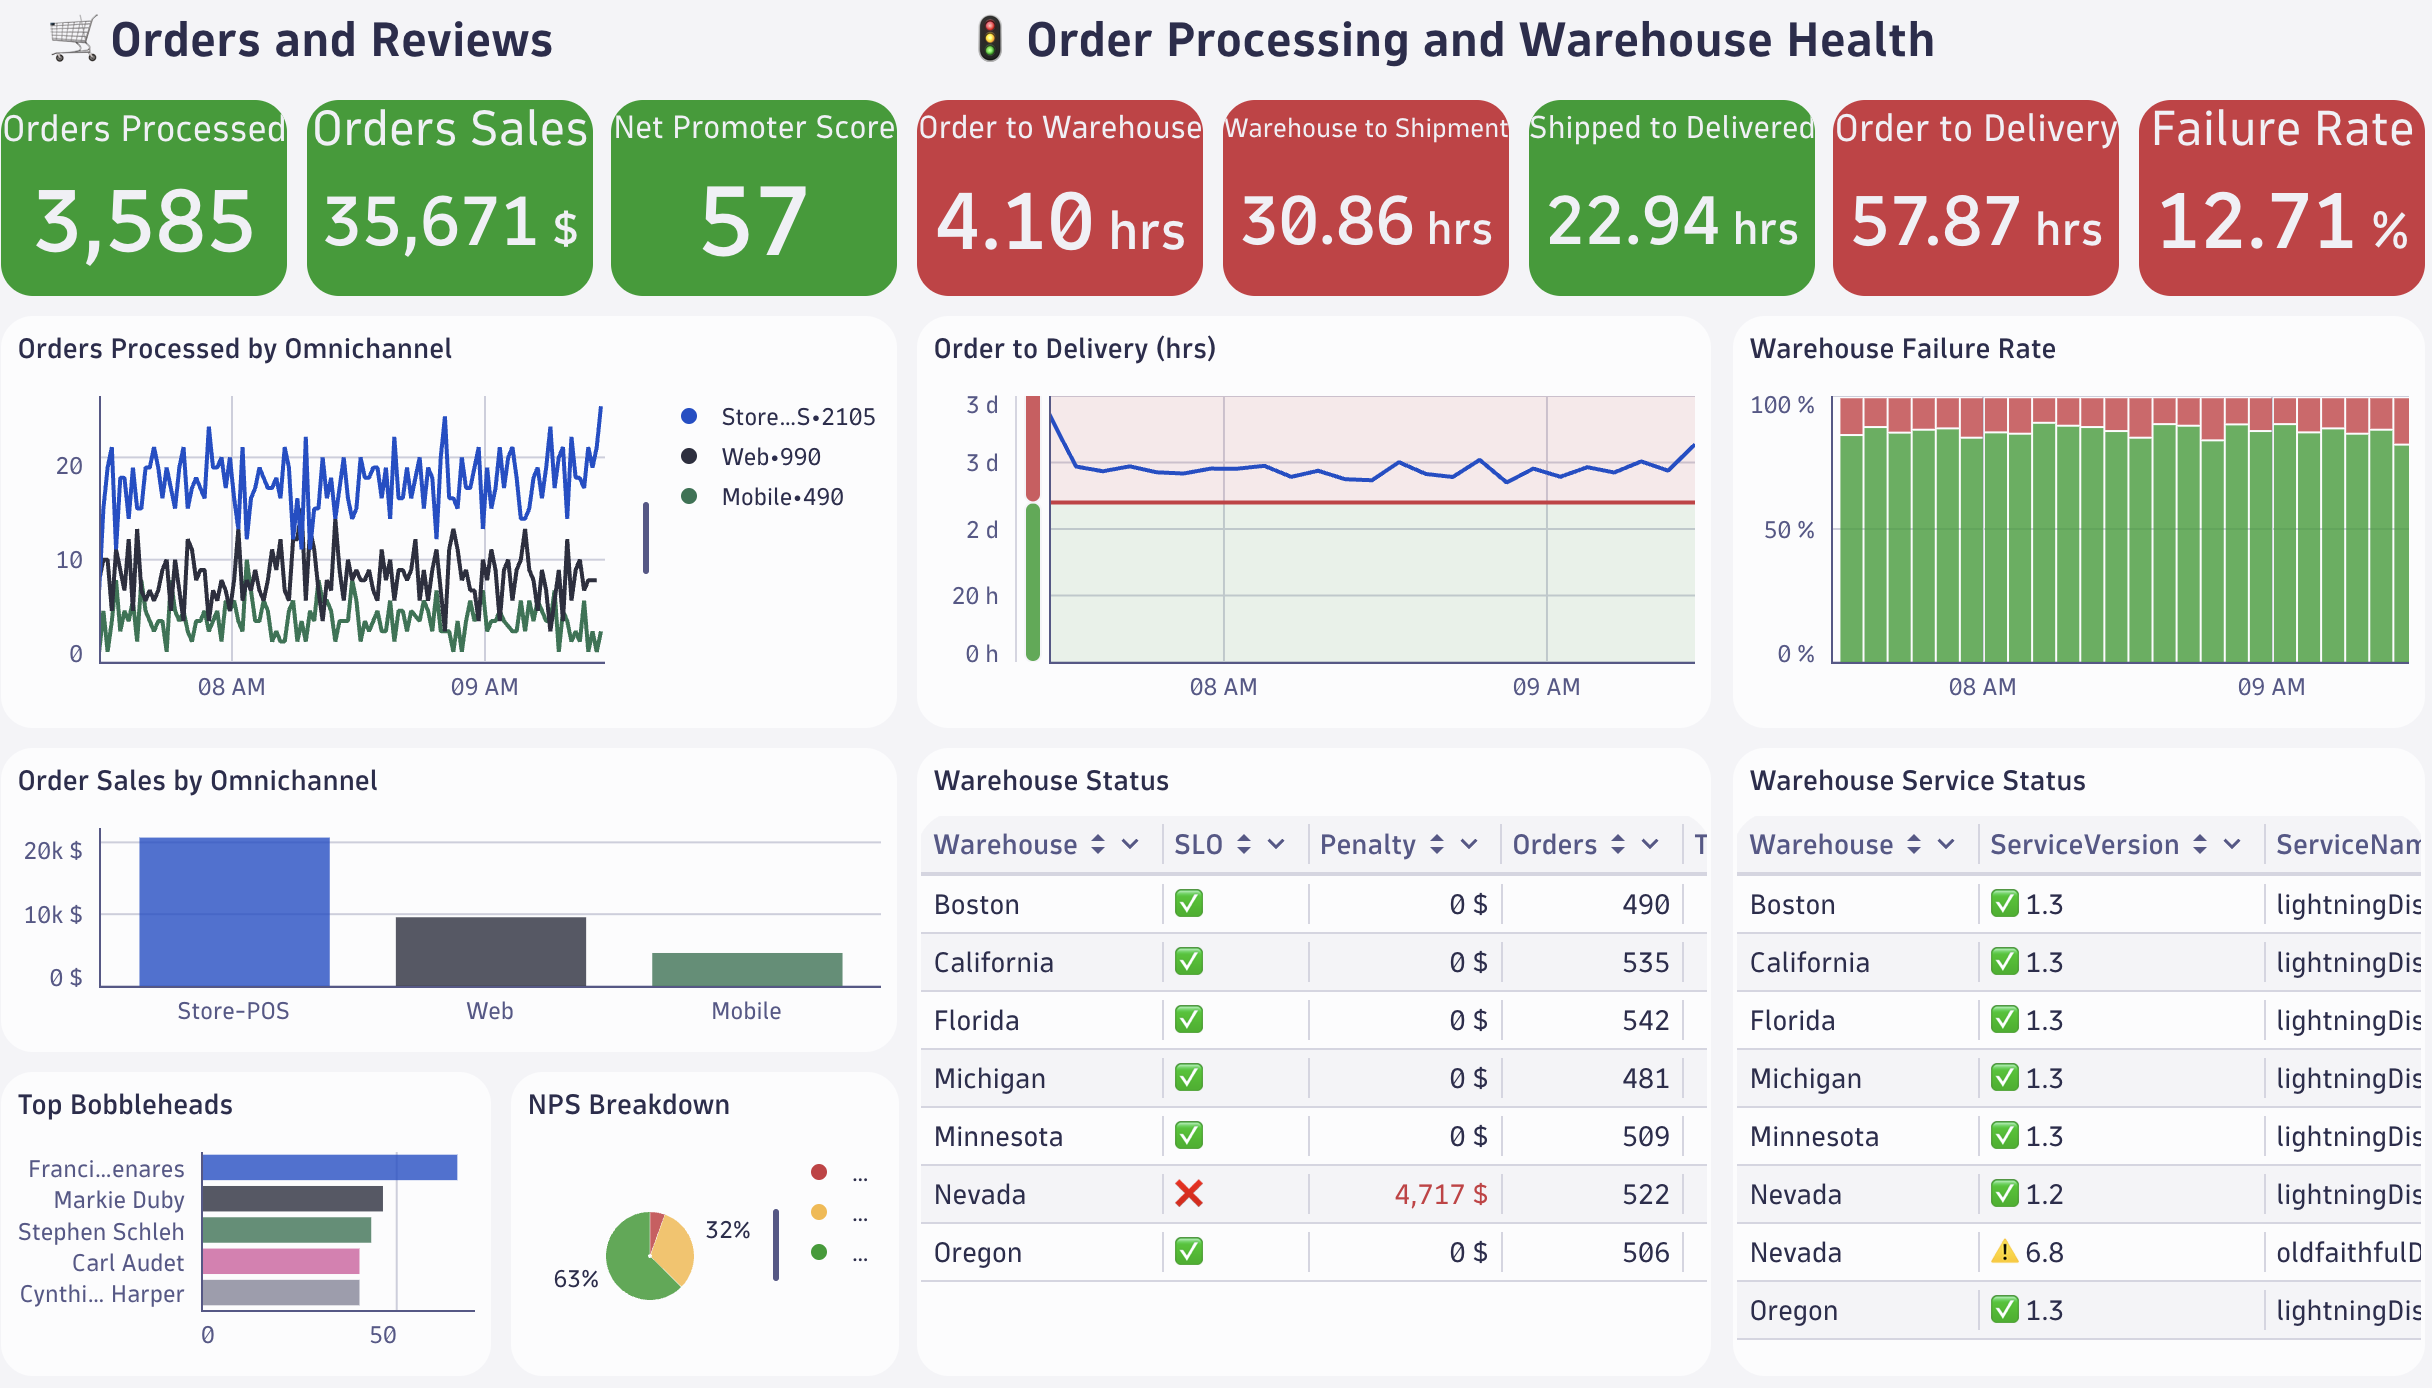 Orders and Reviews
Order Processing and Warehouse Health
Orders Processed
3,585
Orders Sales
35,671 $
Net Promoter Score
57
Order to Warehouse
4.10 hrs
Warehouse to Shipment
30.86 hrs
Shipped to Delivered
22.94 hrs
Order to Delivery
57.87 hrs
Failure Rate
12.71 %
Orders Processed by Omnichannel
20
10
0
08 AM
09 AM
Store...S•2105
Web•990
Mobile•490
Order to Delivery (hrs)
3 d
3 d
2 d
20 h
0 h
08 AM
09 AM
Warehouse Failure Rate
100 %
50 %
0 %
08 AM
09 AM
Order Sales by Omnichannel
20k $
10k $
0 $
Store-POS
Web
Mobile
Top Bobbleheads
Franci...enares
Markie Duby
Stephen Schleh
Carl Audet
Cynthi... Harper
0
50
NPS Breakdown
32%
63%
...
...
...
Warehouse Status
Warehouse SLO Penalty Orders T
Boston ✅ 0 $ 490
California ✅ 0 $ 535
Florida ✅ 0 $ 542
Michigan ✅ 0 $ 481
Minnesota ✅ 0 $ 509
Nevada ❌ 4,717 $ 522
Oregon ✅ 0 $ 506
Warehouse Service Status
Warehouse ServiceVersion ServiceNam
Boston ✅ 1.3 lightningDis
California ✅ 1.3 lightningDis
Florida ✅ 1.3 lightningDis
Michigan ✅ 1.3 lightningDis
Minnesota ✅ 1.3 lightningDis
Nevada ✅ 1.2 lightningDis
Nevada ⚠️ 6.8 oldfaithfulD
Oregon ✅ 1.3 lightningDis